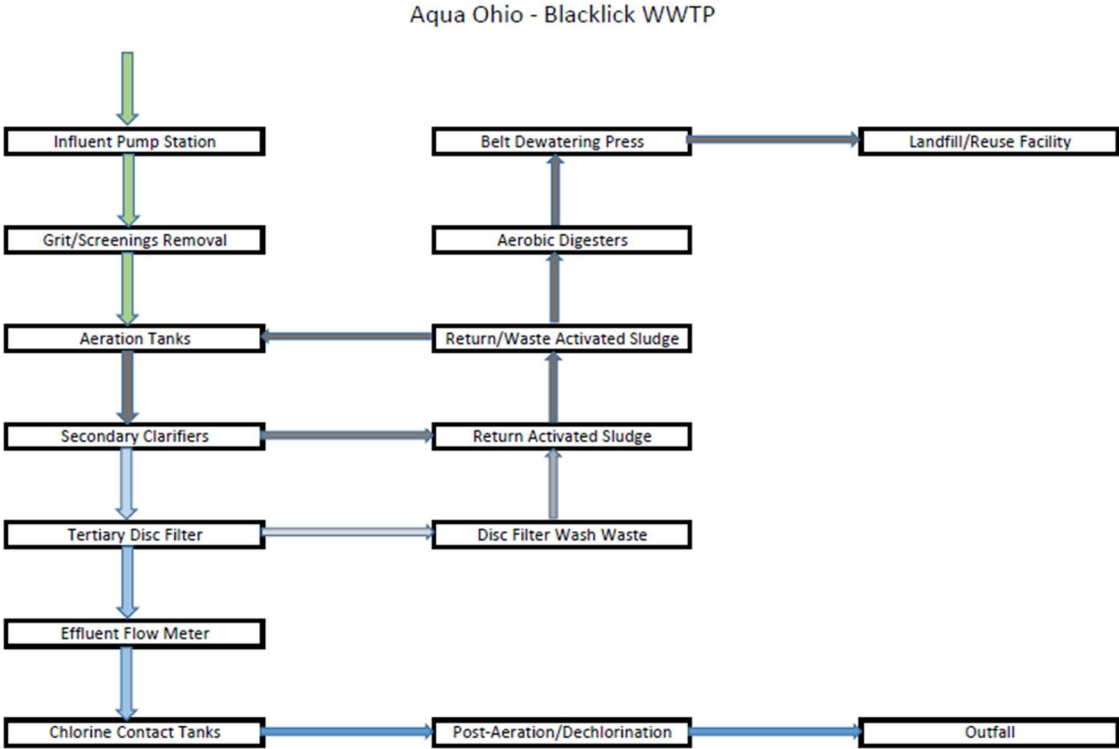 Aqua Ohio - Blacklick WWTP
Influent Pump Station
Belt Dewatering Press
Landfill/Reuse Facility
Grit/Screenings Removal
Aerobic Digesters
Aeration Tanks
Return/Waste Activated Sludge
Secondary Clarifiers
Return Activated Sludge
Tertiary Disc Filter
Disc Filter Wash Waste
Effluent Flow Meter
Chlorine Contact Tanks
Post-Aeration/Dechlorination
Outfall